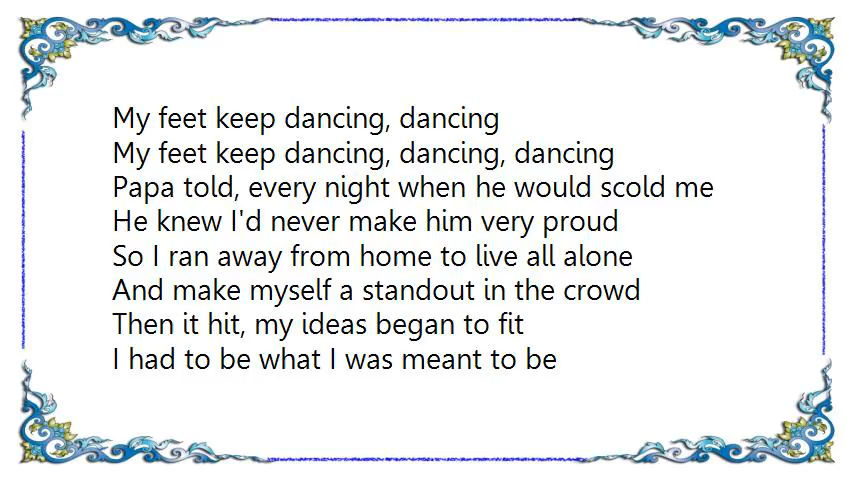 My feet keep dancing, dancing
My feet keep dancing, dancing, dancing
Papa told, every night when he would scold me
He knew I'd never make him very proud
So I ran away from home to live all alone
And make myself a standout in the crowd
Then it hit, my ideas began to fit
I had to be what I was meant to be